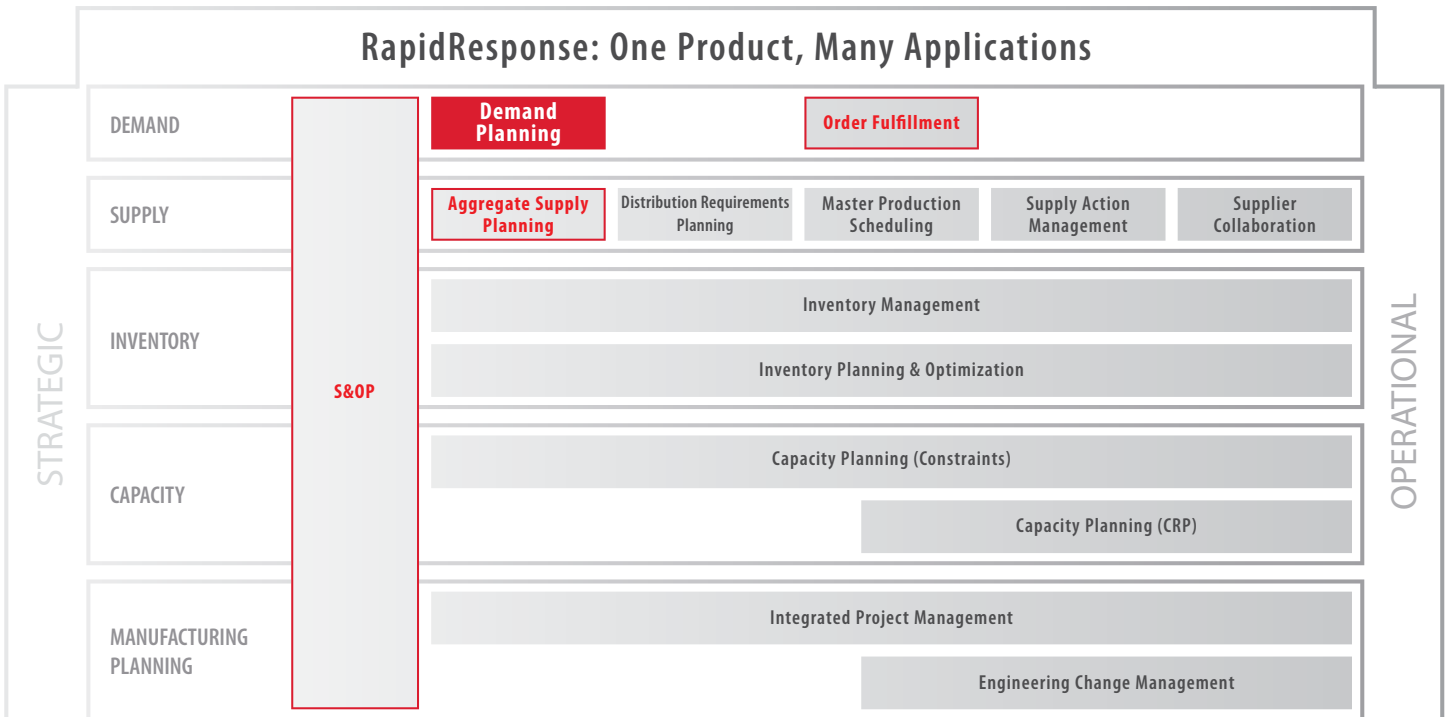 RapidResponse: One Product, Many Applications
STRATEGIC
OPERATIONAL
DEMAND
S&OP
Demand
Planning
Order Fulfillment
SUPPLY
Aggregate Supply
Planning
Distribution Requirements
Planning
Master Production
Scheduling
Supply Action
Management
Supplier
Collaboration
INVENTORY
Inventory Management
Inventory Planning & Optimization
CAPACITY
Capacity Planning (Constraints)
Capacity Planning (CRP)
MANUFACTURING
PLANNING
Integrated Project Management
Engineering Change Management